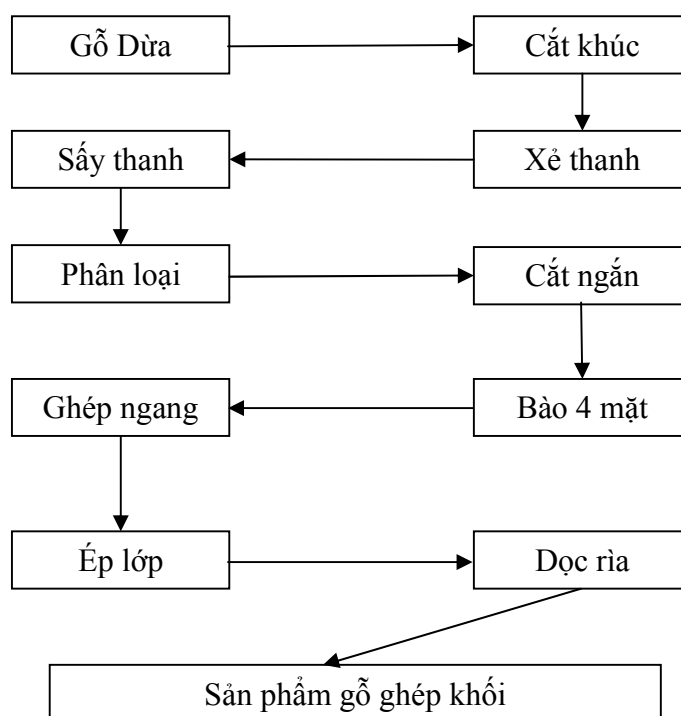 Gỗ Dừa
Cắt khúc
Xẻ thanh
Sấy thanh
Phân loại
Cắt ngắn
Bào 4 mặt
Ghép ngang
Ép lớp
Dọc rìa
Sản phẩm gỗ ghép khối